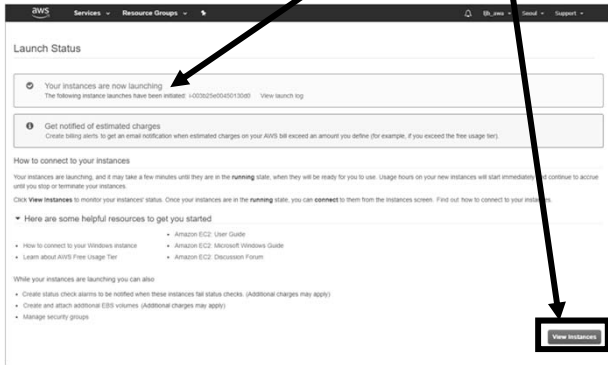 aws Services Resource Groups Seoul Support
Launch Status
Your instances are now launching
The following instance launches have been initiated: i-003b25e00450130d0 View launch log
Get notified of estimated charges
Create billing alerts to get an email notification when estimated charges on your AWS bill exceed an amount you define (for example, if you exceed the free usage tier).
How to connect to your instances
Your instances are launching, and it may take a few minutes until they are in the running state, when they will be ready for you to use. Usage hours on your new instances will start immediately and continue to accrue
until you stop or terminate your instances.
Click View Instances to monitor your instances' status. Once your instances are in the running state, you can connect to them from the Instances screen. Find out how to connect to your instances.
Here are some helpful resources to get you started
• How to connect to your Windows instance
• Learn about AWS Free Usage Tier
• Amazon EC2: User Guide
• Amazon EC2: Microsoft Windows Guide
• Amazon EC2: Discussion Forum
While your instances are launching you can also
• Create status check alarms to be notified when these instances fail status checks. (Additional charges may apply)
• Create and attach additional EBS volumes (Additional charges may apply)
• Manage security groups
View Instances